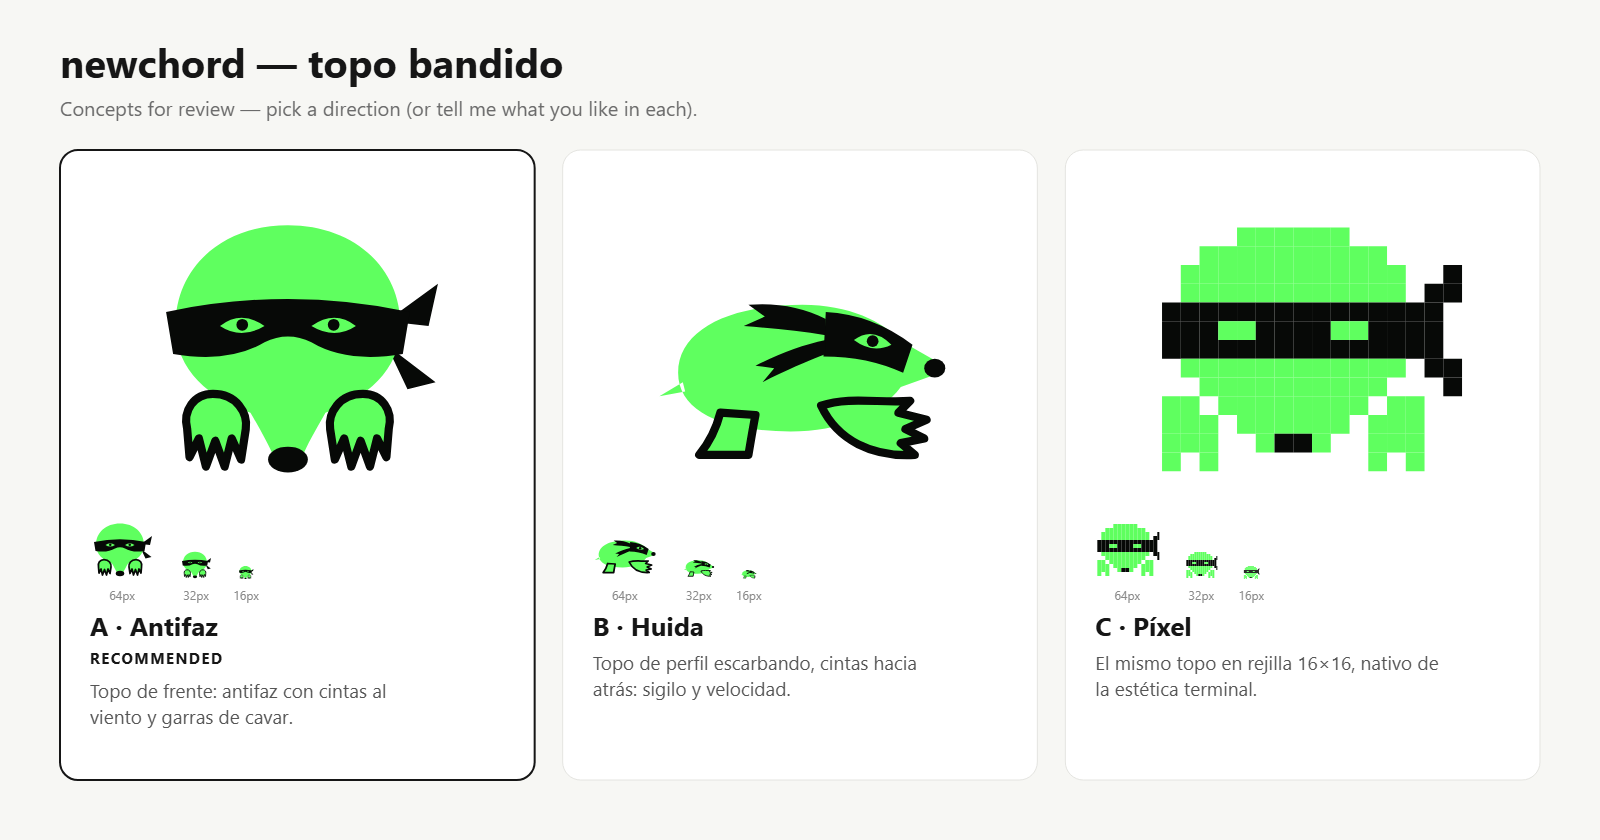 newchord — topo bandido
Concepts for review — pick a direction (or tell me what you like in each).
64px 32px 16px
A · Antifaz
RECOMMENDED
Topo de frente: antifaz con cintas al
viento y garras de cavar.
64px 32px 16px
B · Huida
Topo de perfil escarbando, cintas hacia
atrás: sigilo y velocidad.
64px 32px 16px
C · Píxel
El mismo topo en rejilla 16×16, nativo de
la estética terminal.